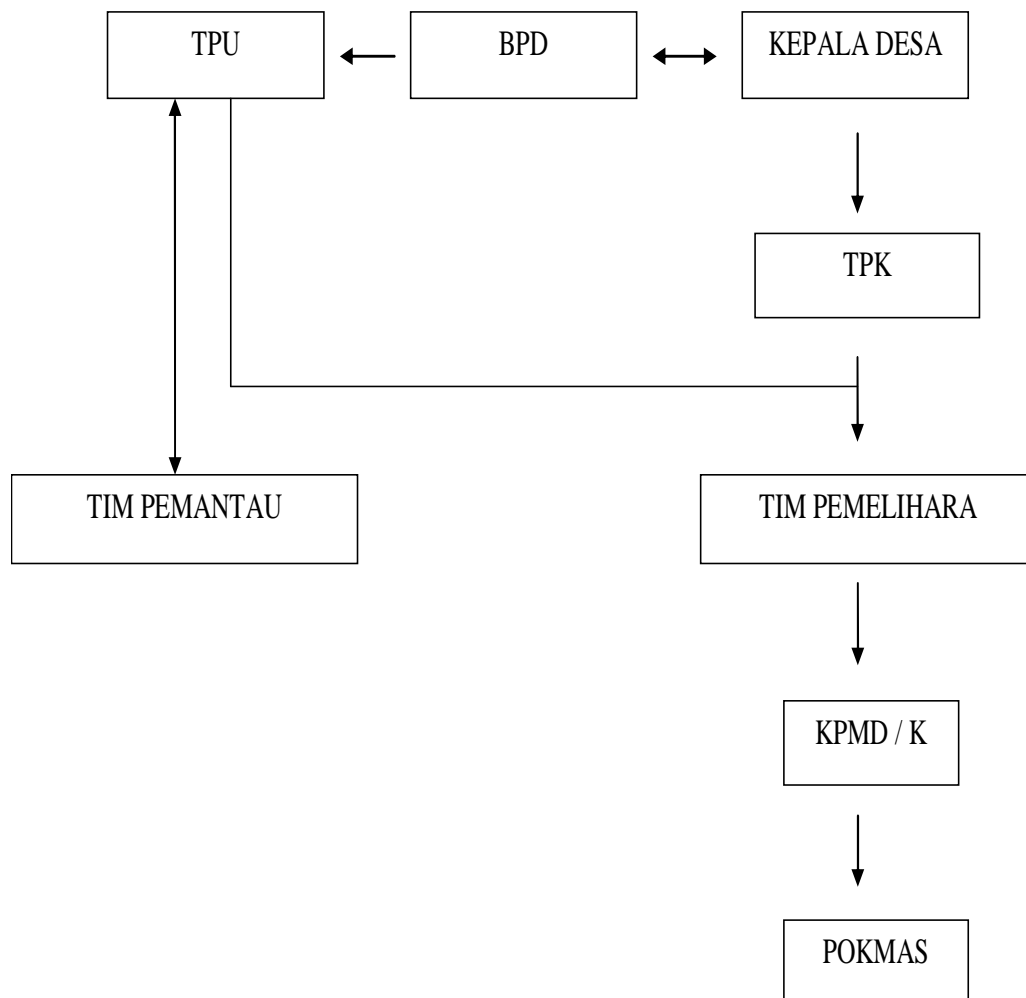 TPU
BPD
KEPALA DESA
TPK
TIM PEMANTAU
TIM PEMELIHARA
KPMD / K
POKMAS